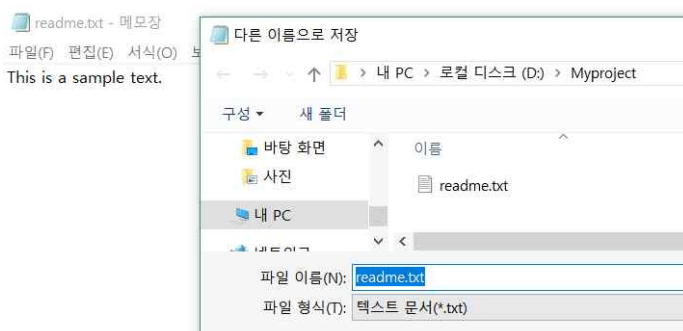 readme.txt - 메모장
파일(F) 편집(E) 서식(O)
This is a sample text.
다른 이름으로 저장
내 PC > 로컬 디스크 (D:) > Myproject
구성 새 폴더
바탕 화면
사진
내 PC
이름
readme.txt
파일 이름(N): readme.txt
파일 형식(T): 텍스트 문서(*.txt)